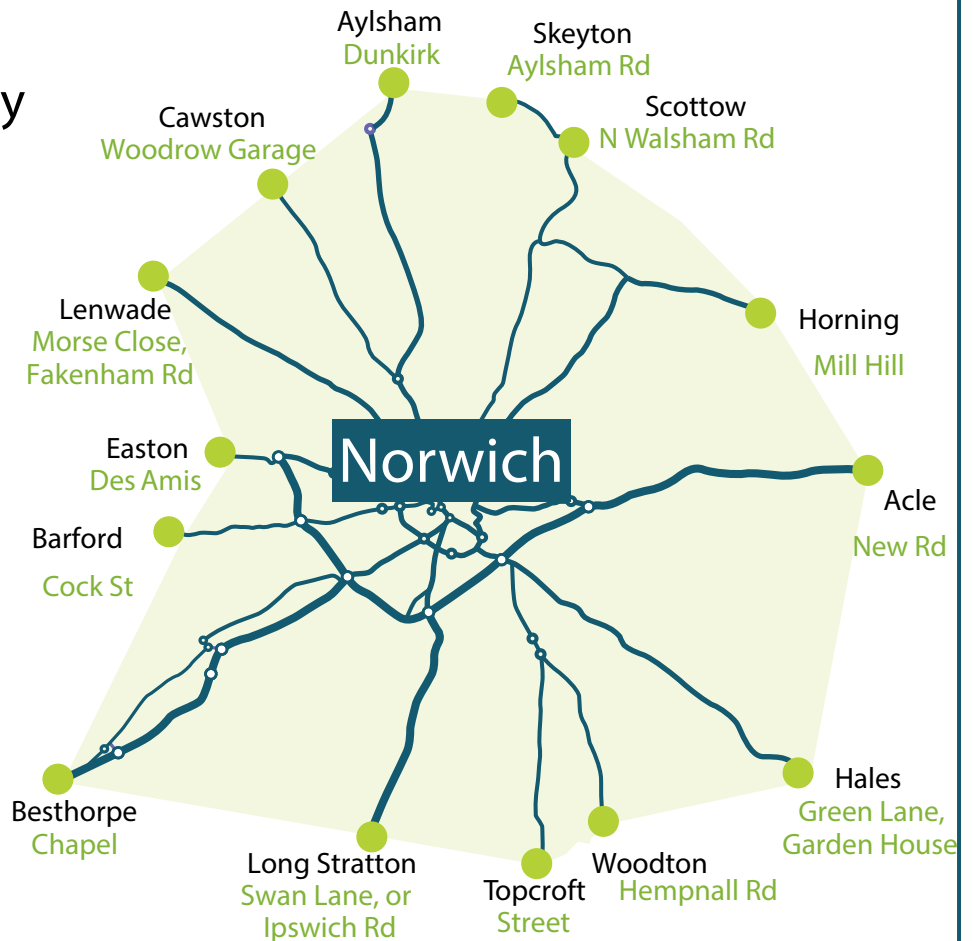 y
Aylsham
Dunkirk
Skeyton
Aylsham Rd
Scottow
N Walsham Rd
Cawston
Woodrow Garage
Lenwade
Morse Close,
Fakenham Rd
Horning
Mill Hill
Norwich
Easton
Des Amis
Acle
New Rd
Barford
Cock St
Besthorpe
Chapel
Long Stratton
Swan Lane, or
Ipswich Rd
Topcroft
Street
Woodton
Hempnall Rd
Hales
Green Lane,
Garden House